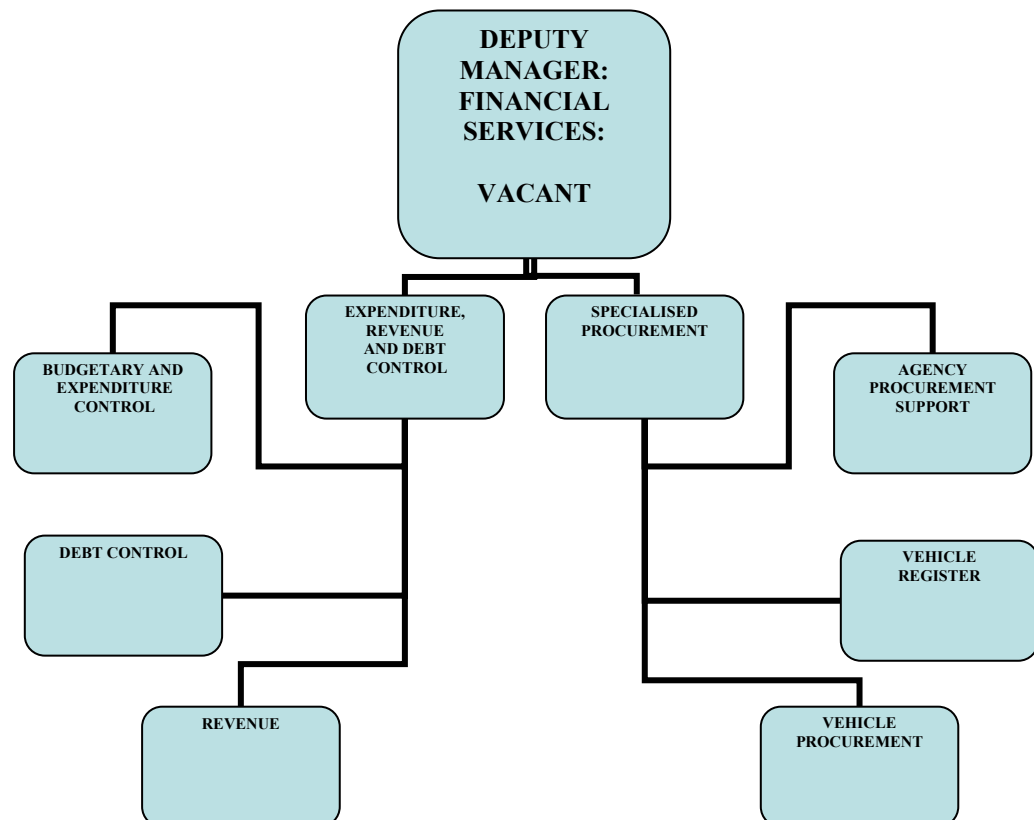 DEPUTY
MANAGER:
FINANCIAL
SERVICES:
VACANT
EXPENDITURE,
REVENUE
AND DEBT
CONTROL
SPECIALISED
PROCUREMENT
BUDGETARY AND
EXPENDITURE
CONTROL
AGENCY
PROCUREMENT
SUPPORT
DEBT CONTROL
VEHICLE
REGISTER
REVENUE
VEHICLE
PROCUREMENT